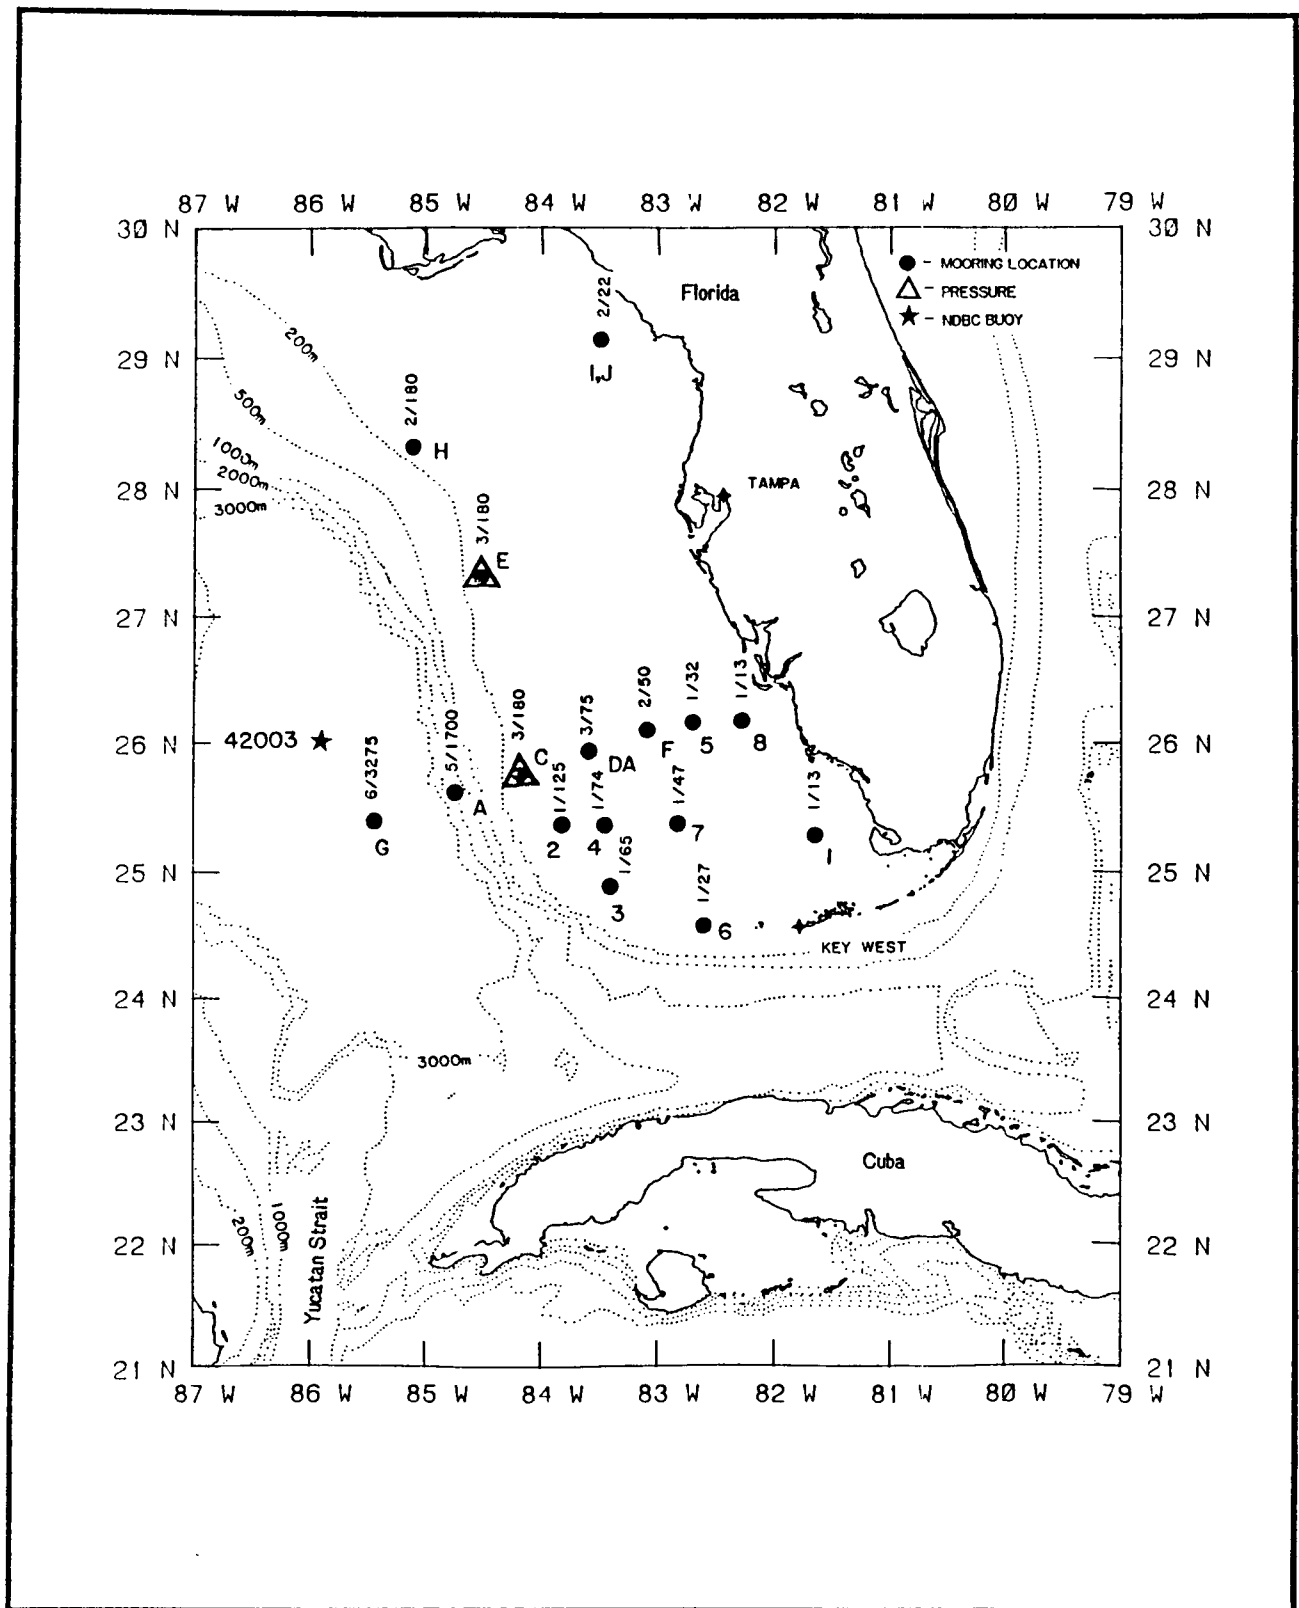 87 W 86 W 85 W 84 W 83 W 82 W 81 W 80 W 79 W
30 N 30 N
● - MOORING LOCATION
△ - PRESSURE
★ - NDBC BUOY
Florida
2/22
I,J
29 N 29 N
200m
500m
1000m
2000m
3000m
2/180
H
28 N 28 N
TAMPA
3/180
E
27 N 27 N
26 N 26 N
42003
6/3275
G
5/1700
A
3/180
C
1/125
2
3/75
DA
1/74
4
1/65
3
2/50
F
1/32
5
1/13
8
1/47
7
1/27
6
1/13
1
25 N 25 N
KEY WEST
24 N 24 N
3000m
23 N 23 N
Cuba
200m
1000m
Yucatan Strait
22 N 22 N
21 N 21 N
87 W 86 W 85 W 84 W 83 W 82 W 81 W 80 W 79 W